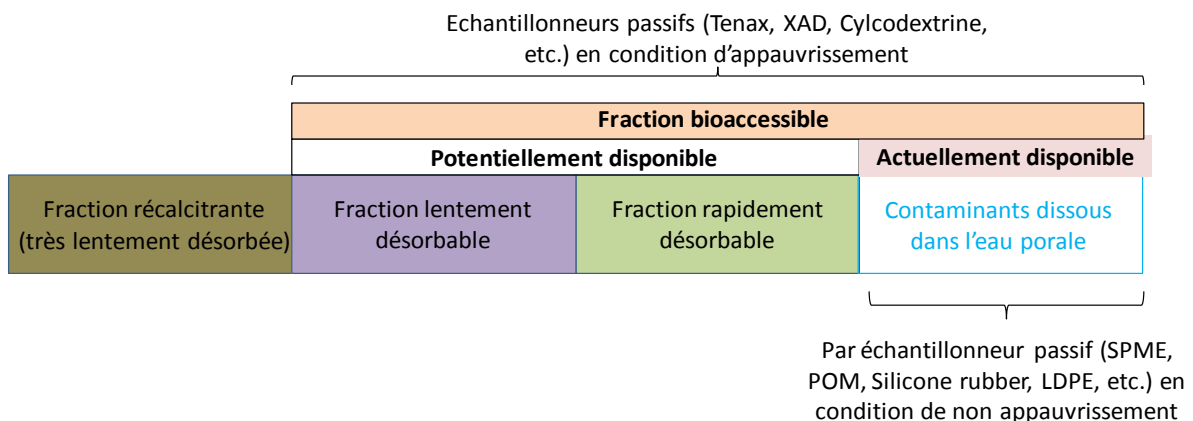 Echantillonneurs passifs (Tenax, XAD, Cylcodextrine,
etc.) en condition d’appauvrissement
Fraction bioaccessible
Potentiellement disponible
Actuellement disponible
Fraction récalcitrante
(très lentement désorbée)
Fraction lentement
désorbable
Fraction rapidement
désorbable
Contaminants dissous
dans l’eau porale
Par échantillonneur passif (SPME,
POM, Silicone rubber, LDPE, etc.) en
condition de non appauvrissement